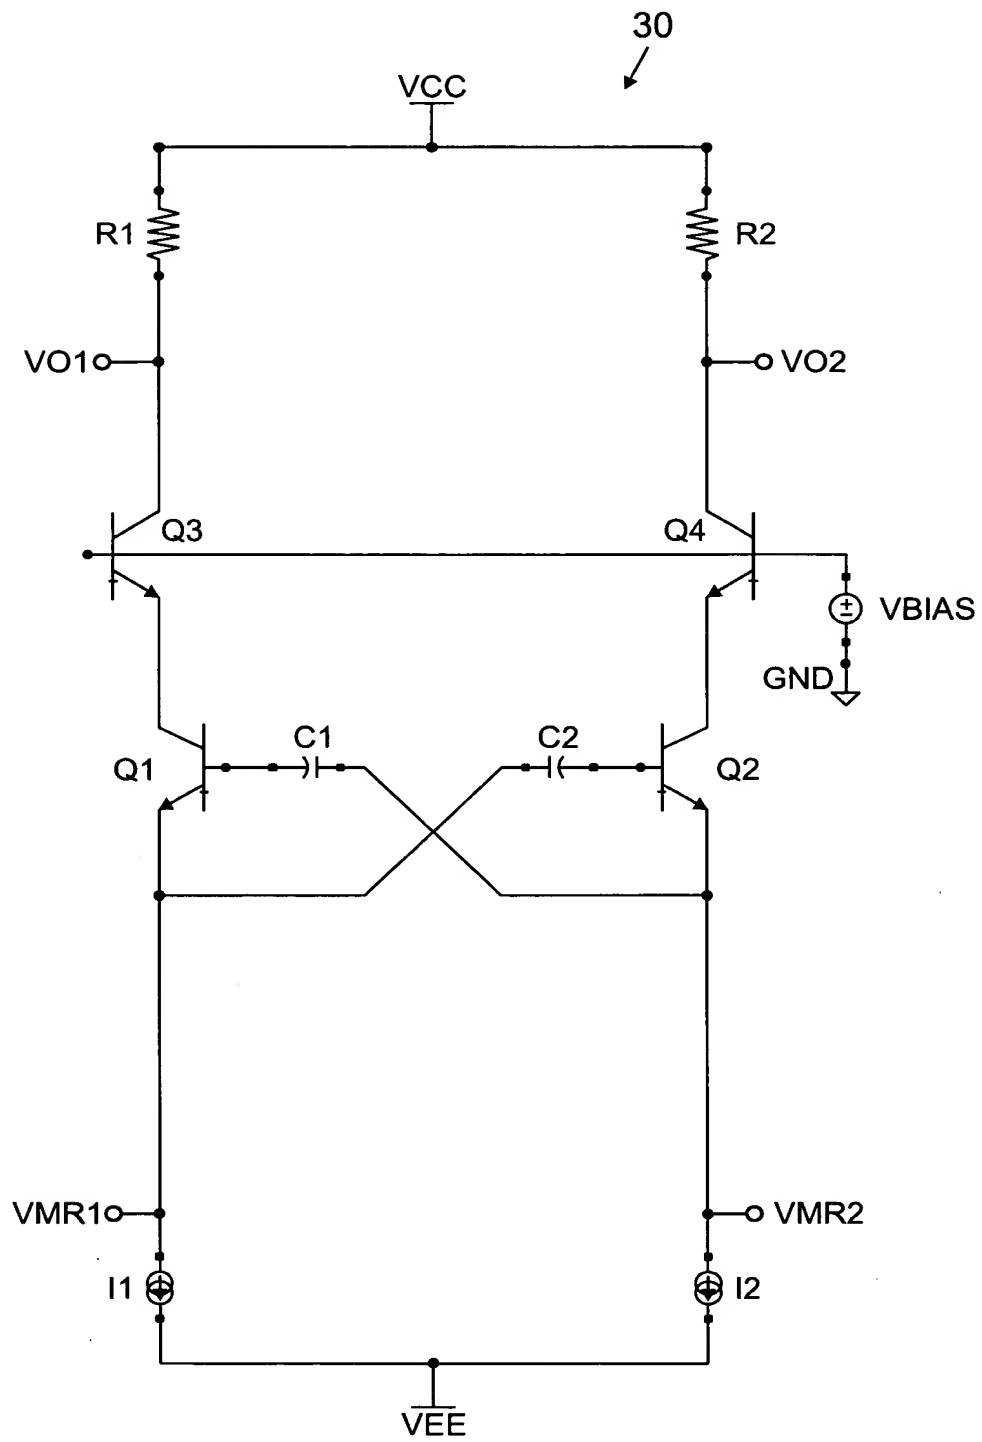 30
VCC
R1
R2
VO1
VO2
Q3
Q4
VBIAS
GND
C1
C2
Q1
Q2
VMR1
VMR2
I1
I2
VEE